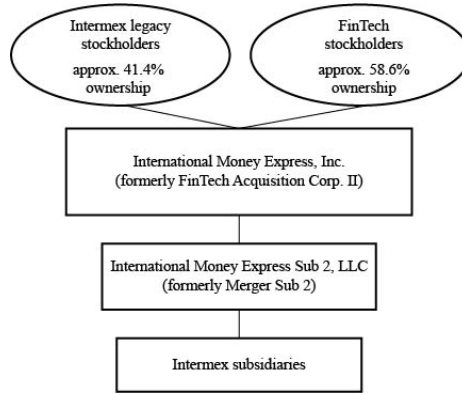 Intermex legacy
stockholders
approx. 41.4%
ownership
FinTech
stockholders
approx. 58.6%
ownership
International Money Express, Inc.
(formerly FinTech Acquisition Corp. II)
International Money Express Sub 2, LLC
(formerly Merger Sub 2)
Intermex subsidiaries